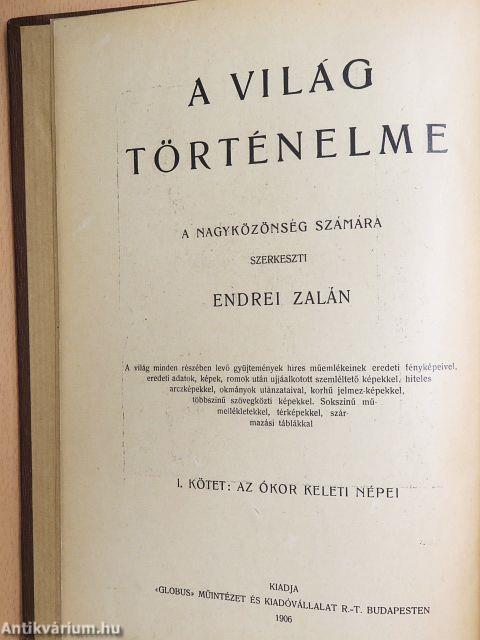 A VILÁG
TÖRTÉNELME
A NAGYKÖZÖNSÉG SZÁMÁRA
SZERKESZTI
ENDREI ZALÁN
A világ minden részében levő gyűjtemények hires műemlékeinek eredeti fényképeivel,
eredeti adatok, képek, romok után ujjáalkotott szemléltető képekkel, hiteles
arczképekkel, okmányok utánzataival, korhű jelmez-képekkel,
többszinű szövegközti képekkel. Sokszinű mű-
mellékletekkel, térképekkel, szár-
mazási táblákkal
I. KÖTET: AZ ÓKOR KELETI NÉPEI
KIADJA
«GLOBUS» MŰINTÉZET ÉS KIADÓVÁLLALAT R.-T. BUDAPESTEN
1906
Antikvárium.hu